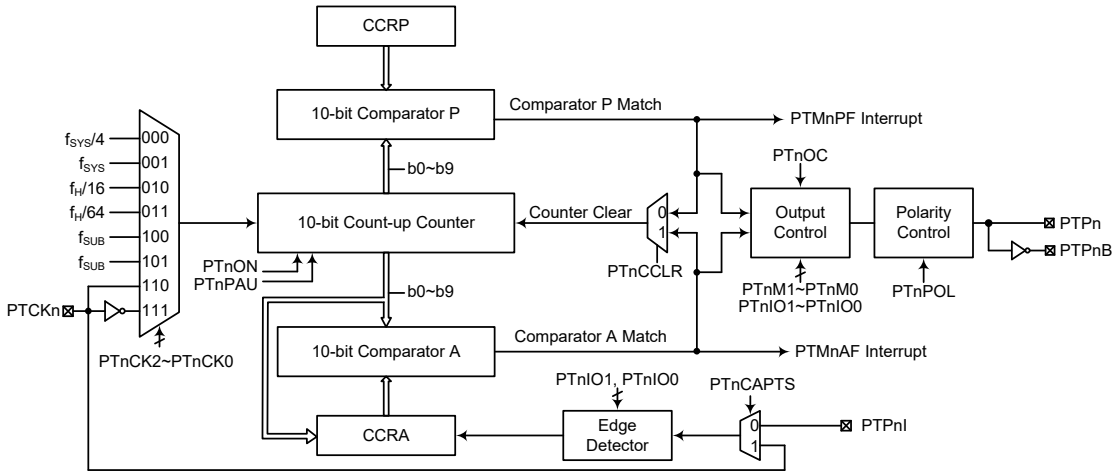 CCRP
10-bit Comparator P
Comparator P Match
PTMnPF Interrupt
fSYS/4
000
fSYS
001
fH/16
010
fH/64
011
fSUB
100
fSUB
101
110
111
PTCKn
PTnCK2~PTnCK0
b0~b9
10-bit Count-up Counter
PTnON
PTnPAU
Counter Clear
0
1
PTnCCLR
PTnOC
Output
Control
PTnM1~PTnM0
PTnIO1~PTnIO0
Polarity
Control
PTnPOL
PTPn
PTPnB
b0~b9
10-bit Comparator A
Comparator A Match
PTMnAF Interrupt
CCRA
PTnIO1, PTnIO0
Edge
Detector
PTnCAPTS
0
1
PTPnI